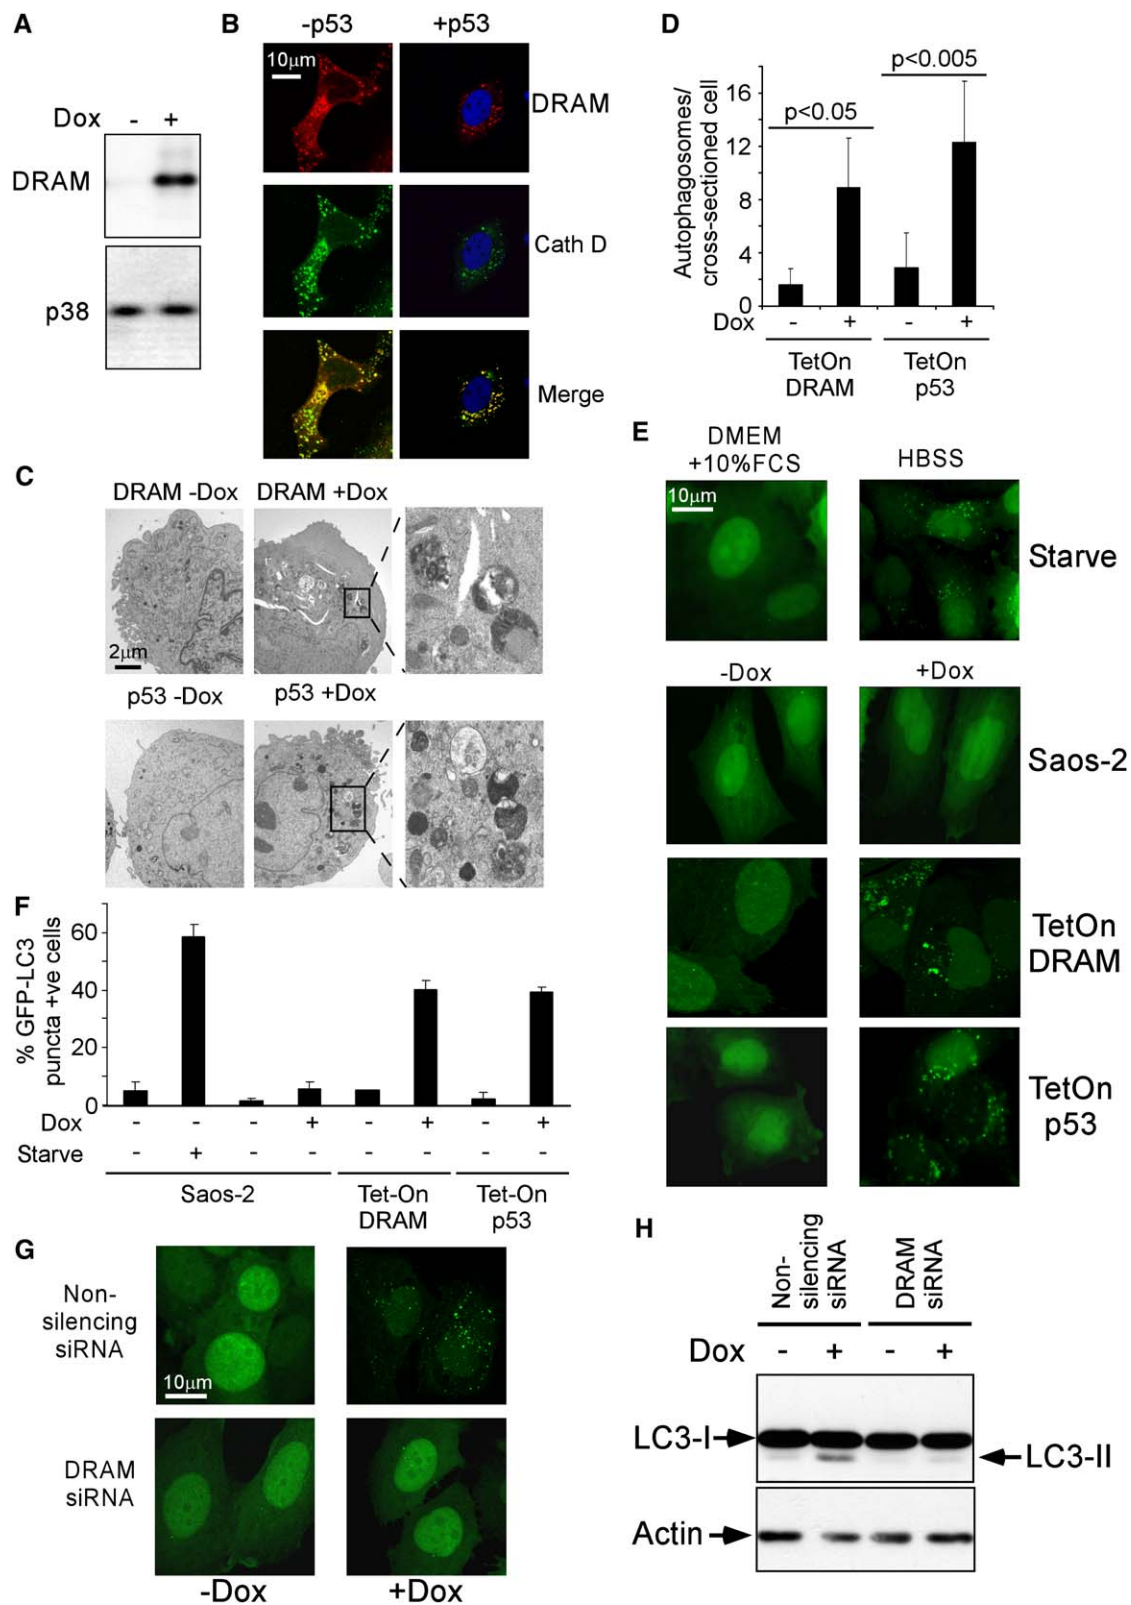 A
Dox - +
DRAM
p38
B
-p53 +p53
10μm
DRAM
Cath D
Merge
C
DRAM -Dox DRAM +Dox
2μm
p53 -Dox p53 +Dox
D
Autophagosomes/
cross-sectioned cell
16
12
8
4
0
p<0.05
p<0.005
Dox - + - +
TetOn
DRAM
TetOn
p53
E
DMEM
+10%FCS
HBSS
10μm
Starve
-Dox +Dox
Saos-2
TetOn
DRAM
TetOn
p53
F
% GFP-LC3
puncta +ve cells
60
40
20
0
Dox - - - + - + - +
Starve - + - - - - - -
Saos-2
Tet-On
DRAM
Tet-On
p53
G
Non-
silencing
siRNA
10μm
DRAM
siRNA
-Dox +Dox
H
Non-
silencing
siRNA
DRAM
siRNA
Dox - + - +
LC3-I
LC3-II
Actin